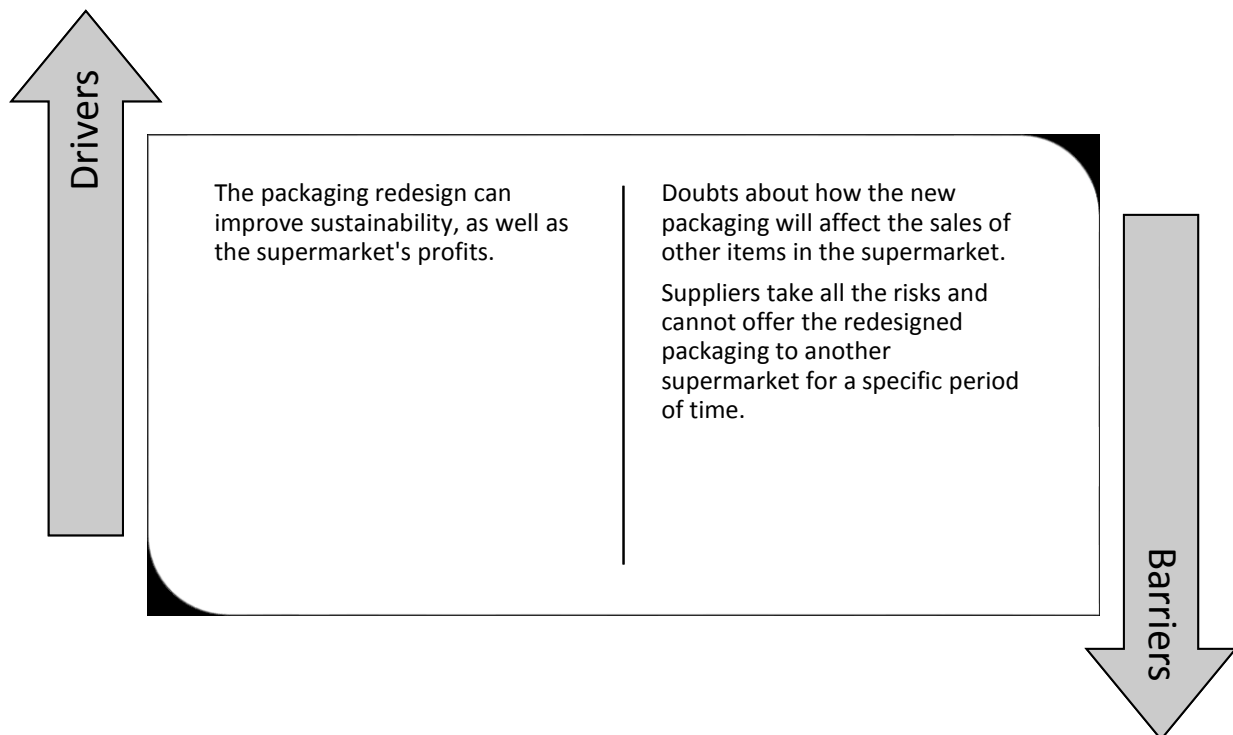 Drivers
The packaging redesign can
improve sustainability, as well as
the supermarket's profits.
Doubts about how the new
packaging will affect the sales of
other items in the supermarket.
Suppliers take all the risks and
cannot offer the redesigned
packaging to another
supermarket for a specific period
of time.
Barriers